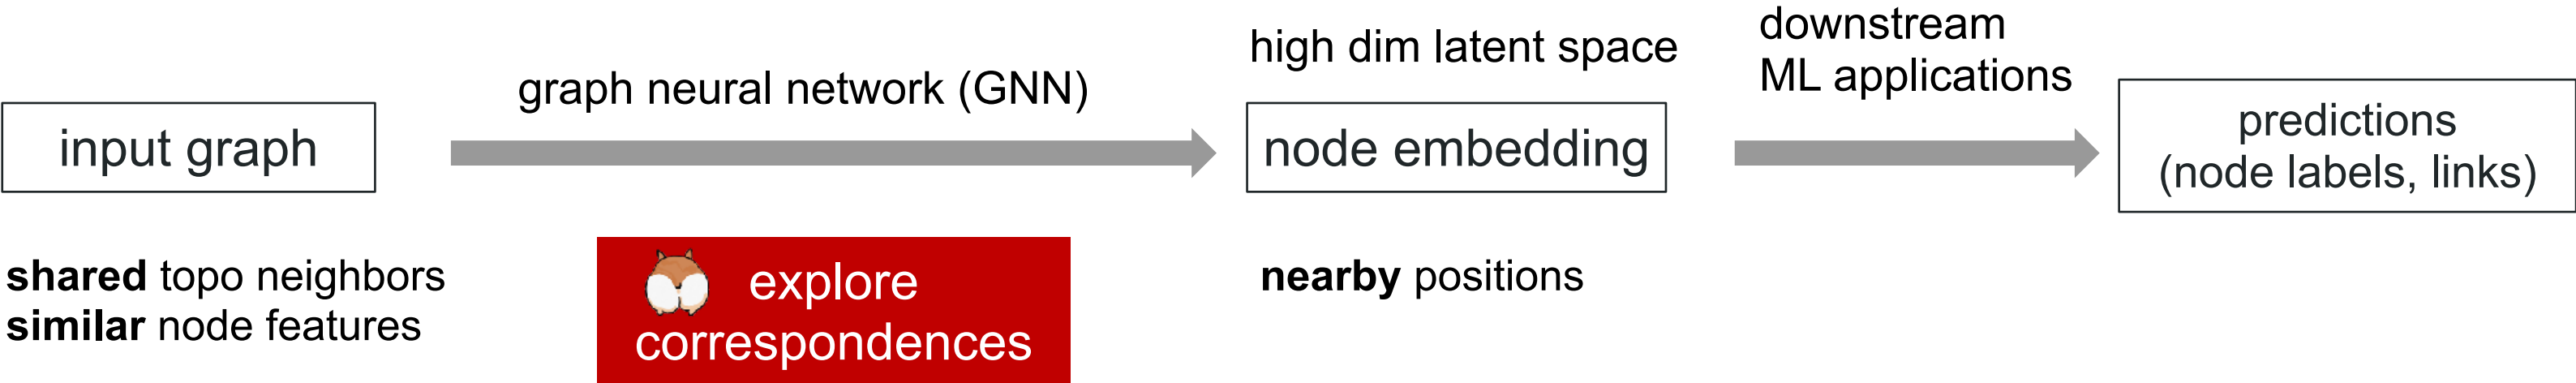 input graph
shared topo neighbors
similar node features
graph neural network (GNN)
explore
correspondences
high dim latent space
node embedding
nearby positions
downstream
ML applications
predictions
(node labels, links)